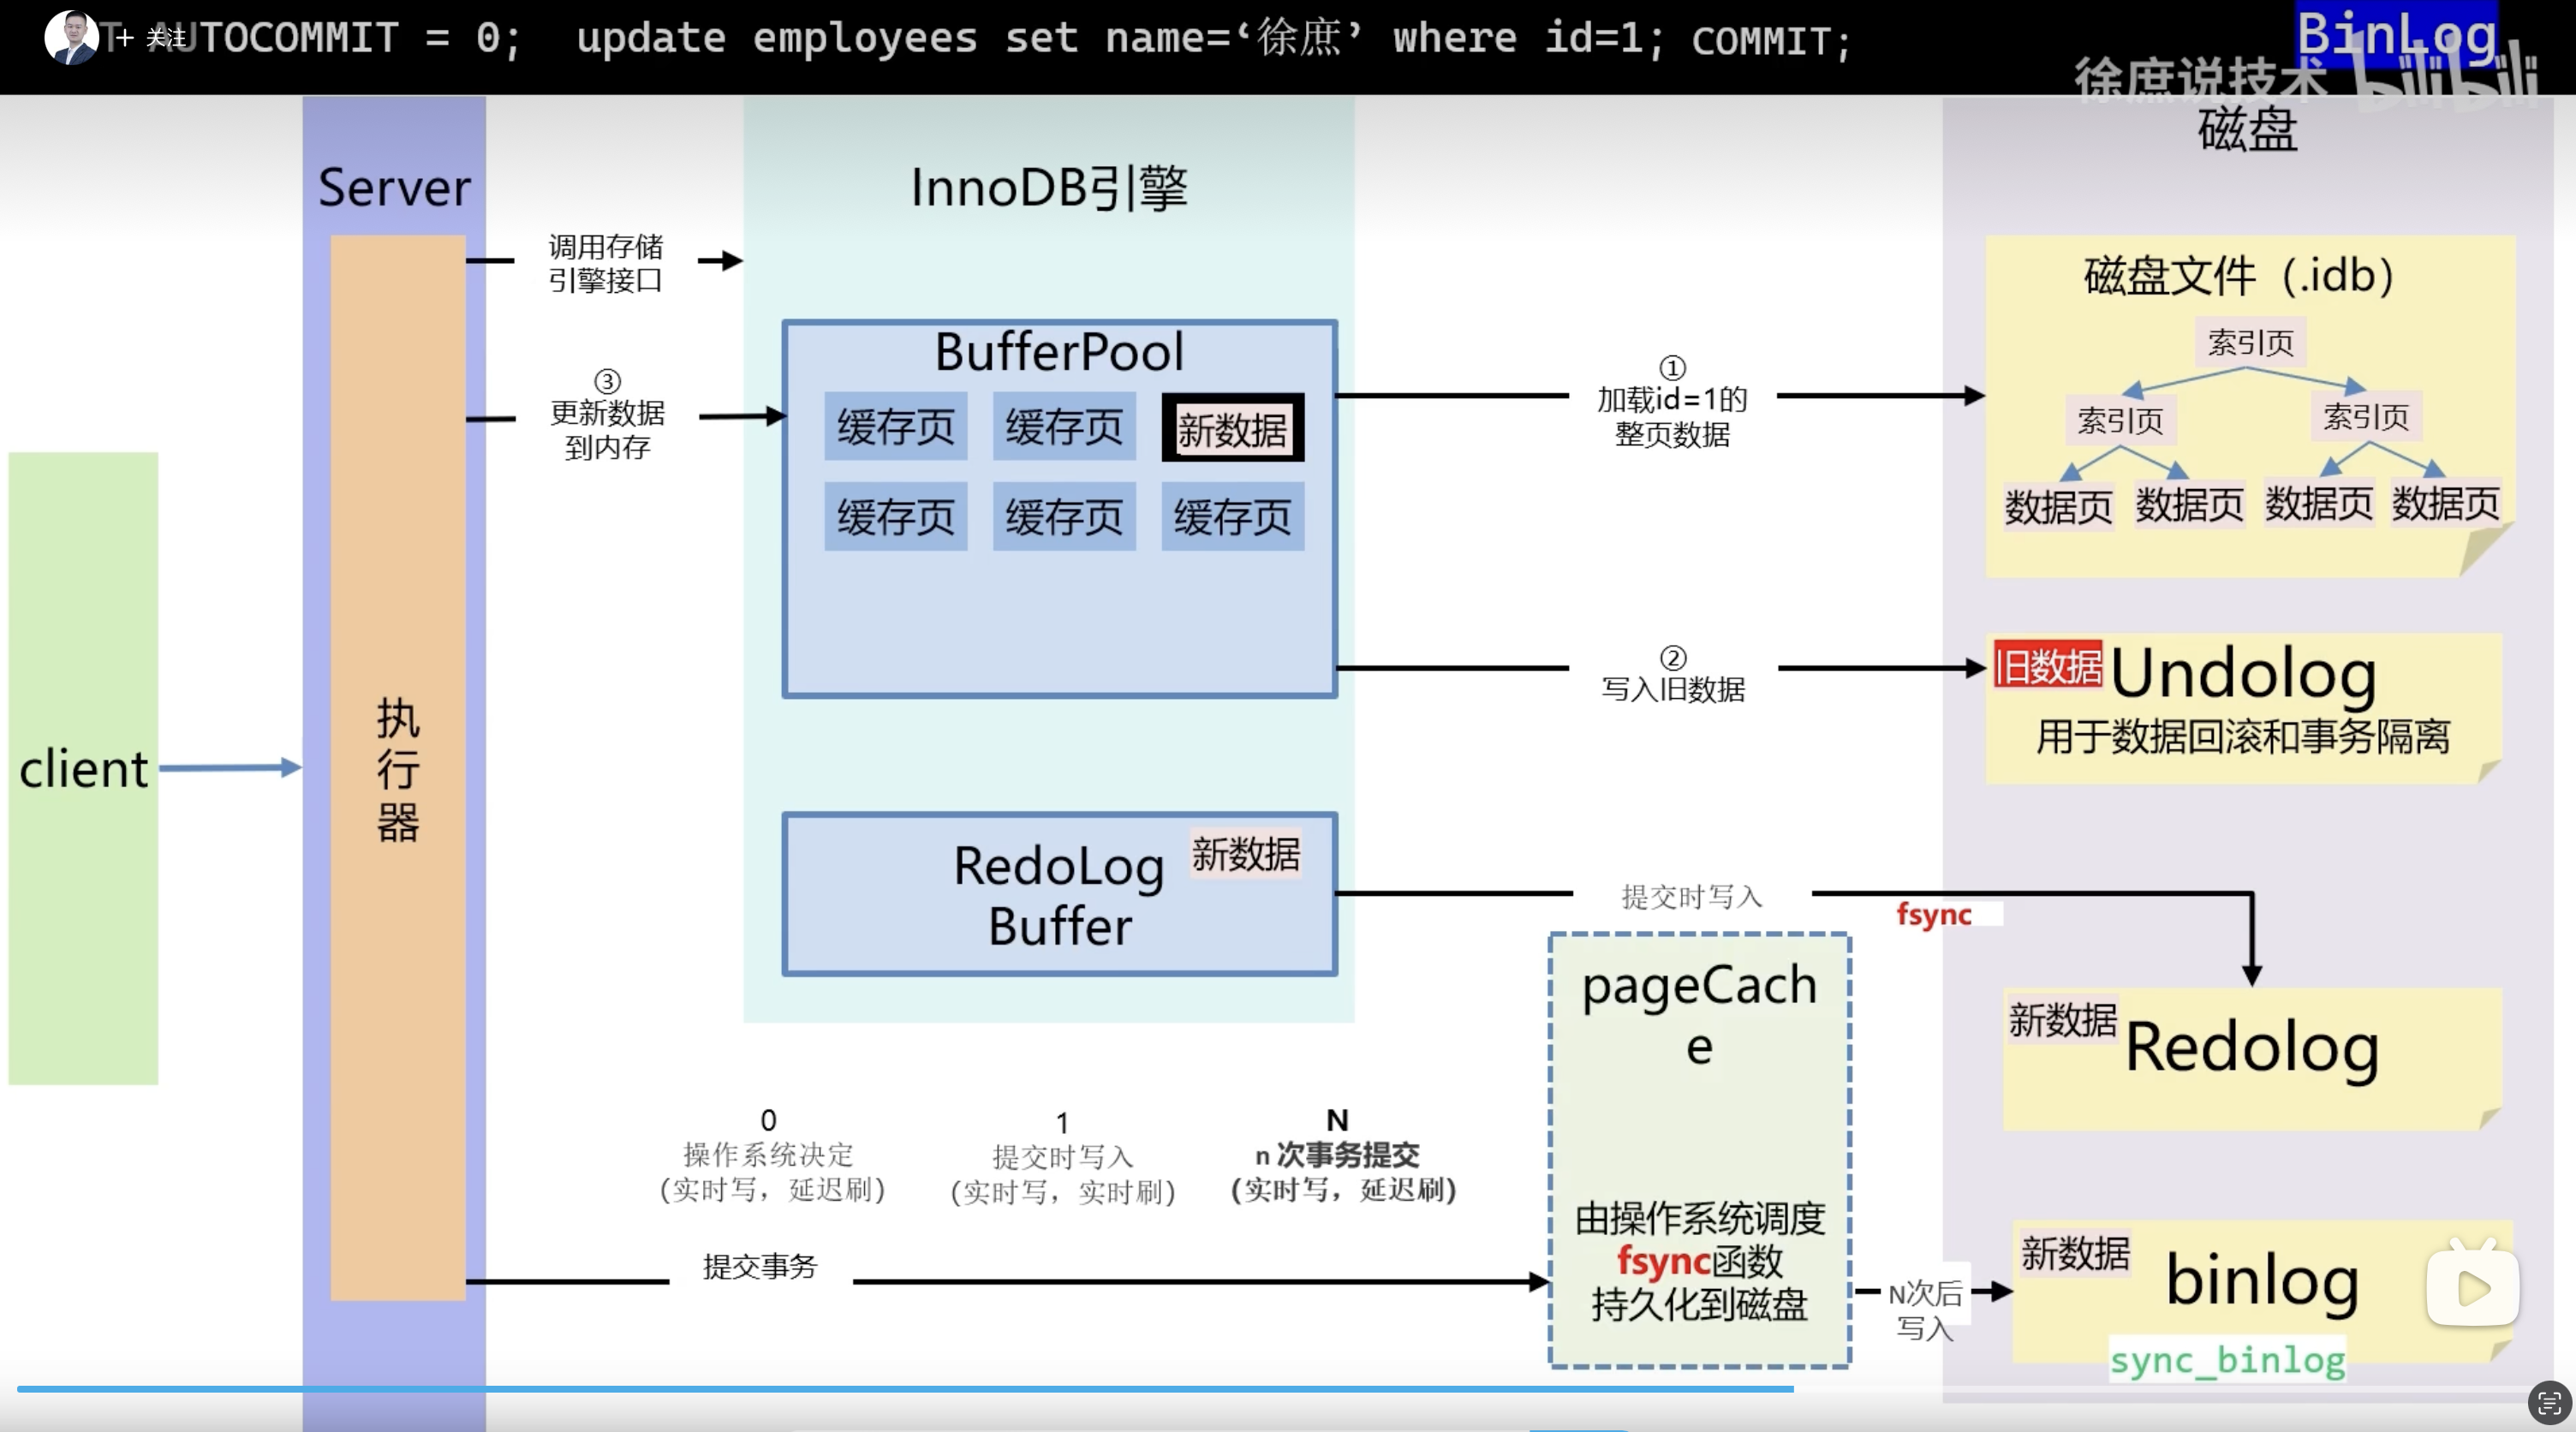 T AUTOCOMMIT = 0; update employees set name=‘徐庶’ where id=1; COMMIT;
+ 关注
BinLog
徐庶说技术 bilibili
磁盘
Server
InnoDB引擎
调用存储
引擎接口
磁盘文件（.idb）
索引页
索引页
索引页
数据页
数据页
数据页
数据页
BufferPool
缓存页
缓存页
新数据
缓存页
缓存页
缓存页
③
更新数据
到内存
①
加载id=1的
整页数据
②
写入旧数据
旧数据
Undolog
用于数据回滚和事务隔离
client
执
行
器
RedoLog
Buffer
新数据
提交时写入
fsync
新数据
Redolog
pageCach
e
由操作系统调度
fsync函数
持久化到磁盘
0
操作系统决定
(实时写，延迟刷)
1
提交时写入
(实时写，实时刷)
N
n 次事务提交
(实时写，延迟刷)
提交事务
N次后
写入
新数据
binlog
sync_binlog